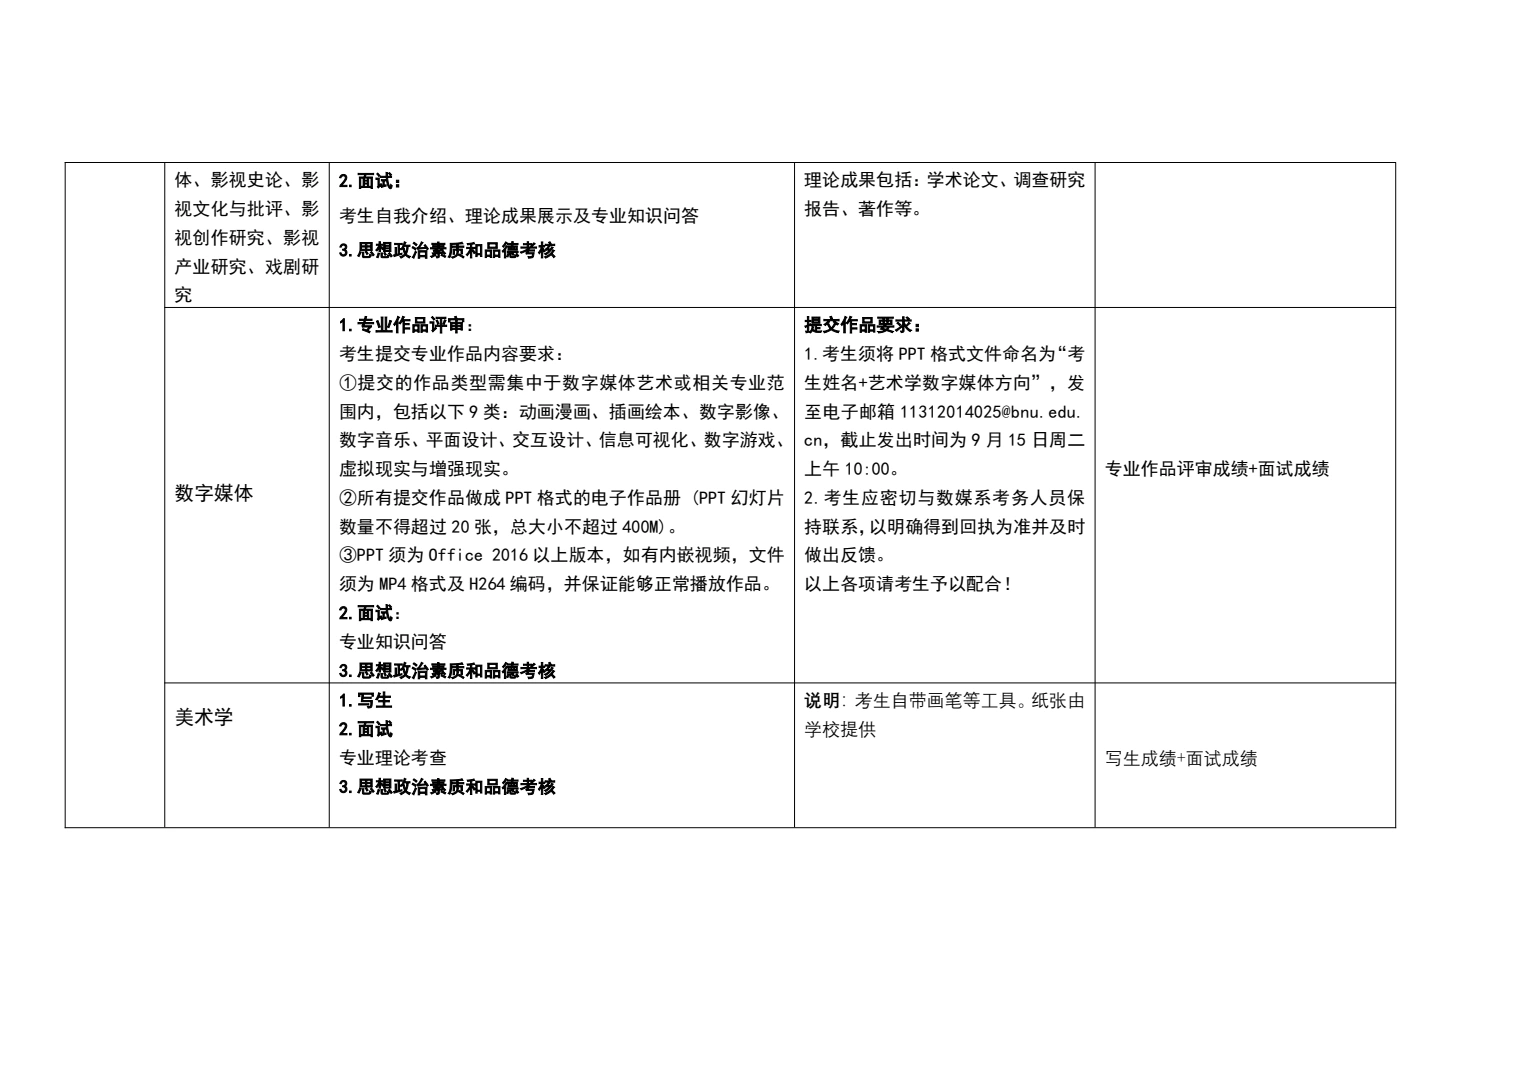 体、影视史论、影
视文化与批评、影
视创作研究、影视
产业研究、戏剧研
究
2.面试：
考生自我介绍、理论成果展示及专业知识问答
3.思想政治素质和品德考核
理论成果包括：学术论文、调查研究
报告、著作等。
数字媒体
1.专业作品评审：
考生提交专业作品内容要求：
①提交的作品类型需集中于数字媒体艺术或相关专业范
围内，包括以下 9 类：动画漫画、插画绘本、数字影像、
数字音乐、平面设计、交互设计、信息可视化、数字游戏、
虚拟现实与增强现实。
②所有提交作品做成 PPT 格式的电子作品册（PPT 幻灯片
数量不得超过 20 张，总大小不超过 400M)。
③PPT 须为 Office 2016 以上版本，如有内嵌视频，文件
须为 MP4 格式及 H264 编码，并保证能够正常播放作品。
2.面试：
专业知识问答
3.思想政治素质和品德考核
提交作品要求：
1.考生须将 PPT 格式文件命名为“考
生姓名+艺术学数字媒体方向”，发
至电子邮箱 11312014025@bnu.edu.
cn，截止发出时间为 9 月 15 日周二
上午 10:00。
2.考生应密切与数媒系考务人员保
持联系，以明确得到回执为准并及时
做出反馈。
以上各项请考生予以配合！
专业作品评审成绩+面试成绩
美术学
1.写生
2.面试
专业理论考查
3.思想政治素质和品德考核
说明：考生自带画笔等工具。纸张由
学校提供
写生成绩+面试成绩